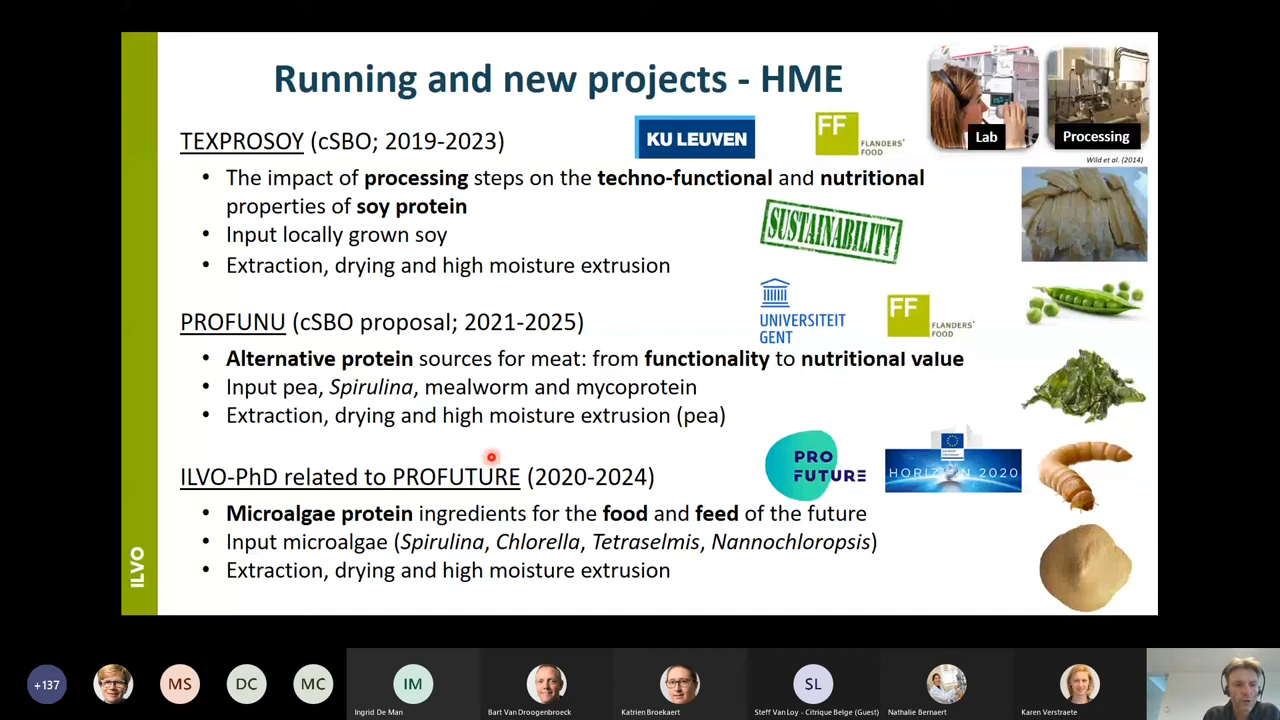 Running and new projects - HME
Lab
Processing
Wild et al. (2014)
TEXPROSOY (cSBO; 2019-2023)
KU LEUVEN
FF
FLANDERS'
FOOD
• The impact of processing steps on the techno-functional and nutritional
properties of soy protein
• Input locally grown soy
• Extraction, drying and high moisture extrusion
SUSTAINABILITY
PROFUNU (cSBO proposal; 2021-2025)
UNIVERSITEIT
GENT
FF
FLANDERS'
FOOD
• Alternative protein sources for meat: from functionality to nutritional value
• Input pea, Spirulina, mealworm and mycoprotein
• Extraction, drying and high moisture extrusion (pea)
ILVO-PhD related to PROFUTURE (2020-2024)
PRO
FUTURE
HORIZON 2020
• Microalgae protein ingredients for the food and feed of the future
• Input microalgae (Spirulina, Chlorella, Tetraselmis, Nannochloropsis)
• Extraction, drying and high moisture extrusion
ILVO
+137
MS
DC
MC
IM
SL
Ingrid De Man
Bart Van Droogenbroeck
Katrien Broekaert
Steff Van Loy - Citrique Belge (Guest)
Nathalie Bernaert
Karen Verstraete